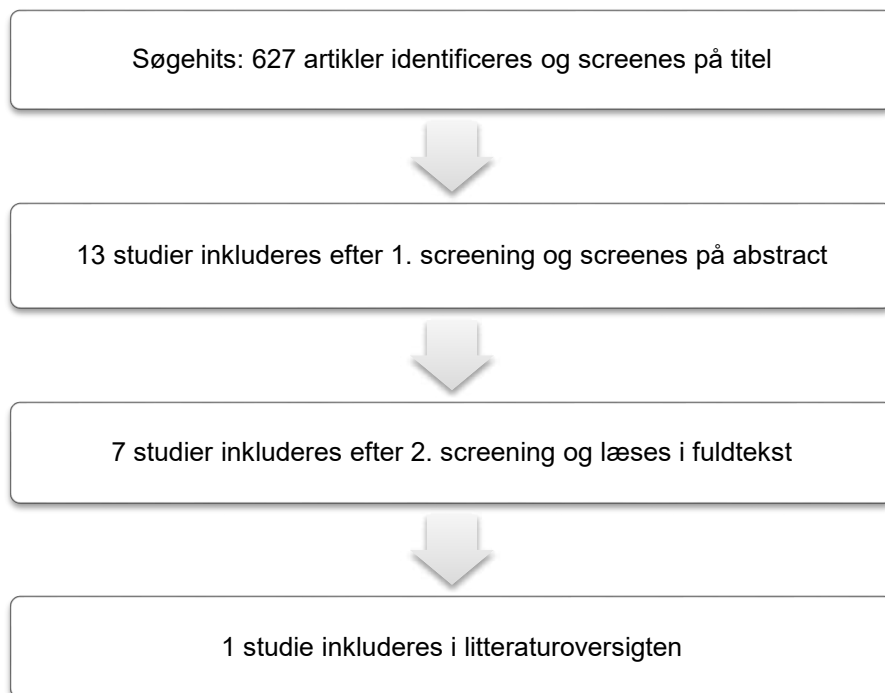 Søgehits: 627 artikler identificeres og screenes på titel
13 studier inkluderes efter 1. screening og screenes på abstract
7 studier inkluderes efter 2. screening og læses i fuldtekst
1 studie inkluderes i litteraturoversigten